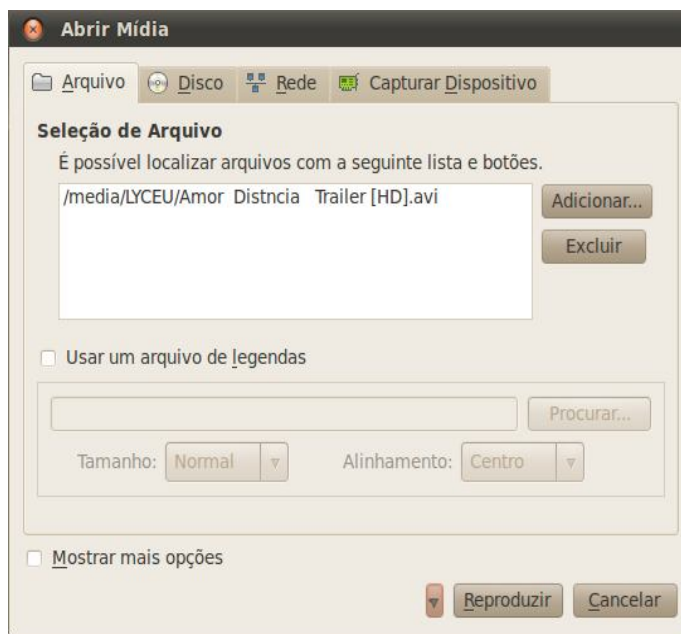 Abrir Mídia
Arquivo Disco Rede Capturar Dispositivo
Seleção de Arquivo
É possível localizar arquivos com a seguinte lista e botões.
/media/LYCEU/Amor Distncia Trailer [HD].avi
Adicionar...
Excluir
Usar um arquivo de legendas
Procurar...
Tamanho: Normal Alinhamento: Centro
Mostrar mais opções
Reproduzir Cancelar